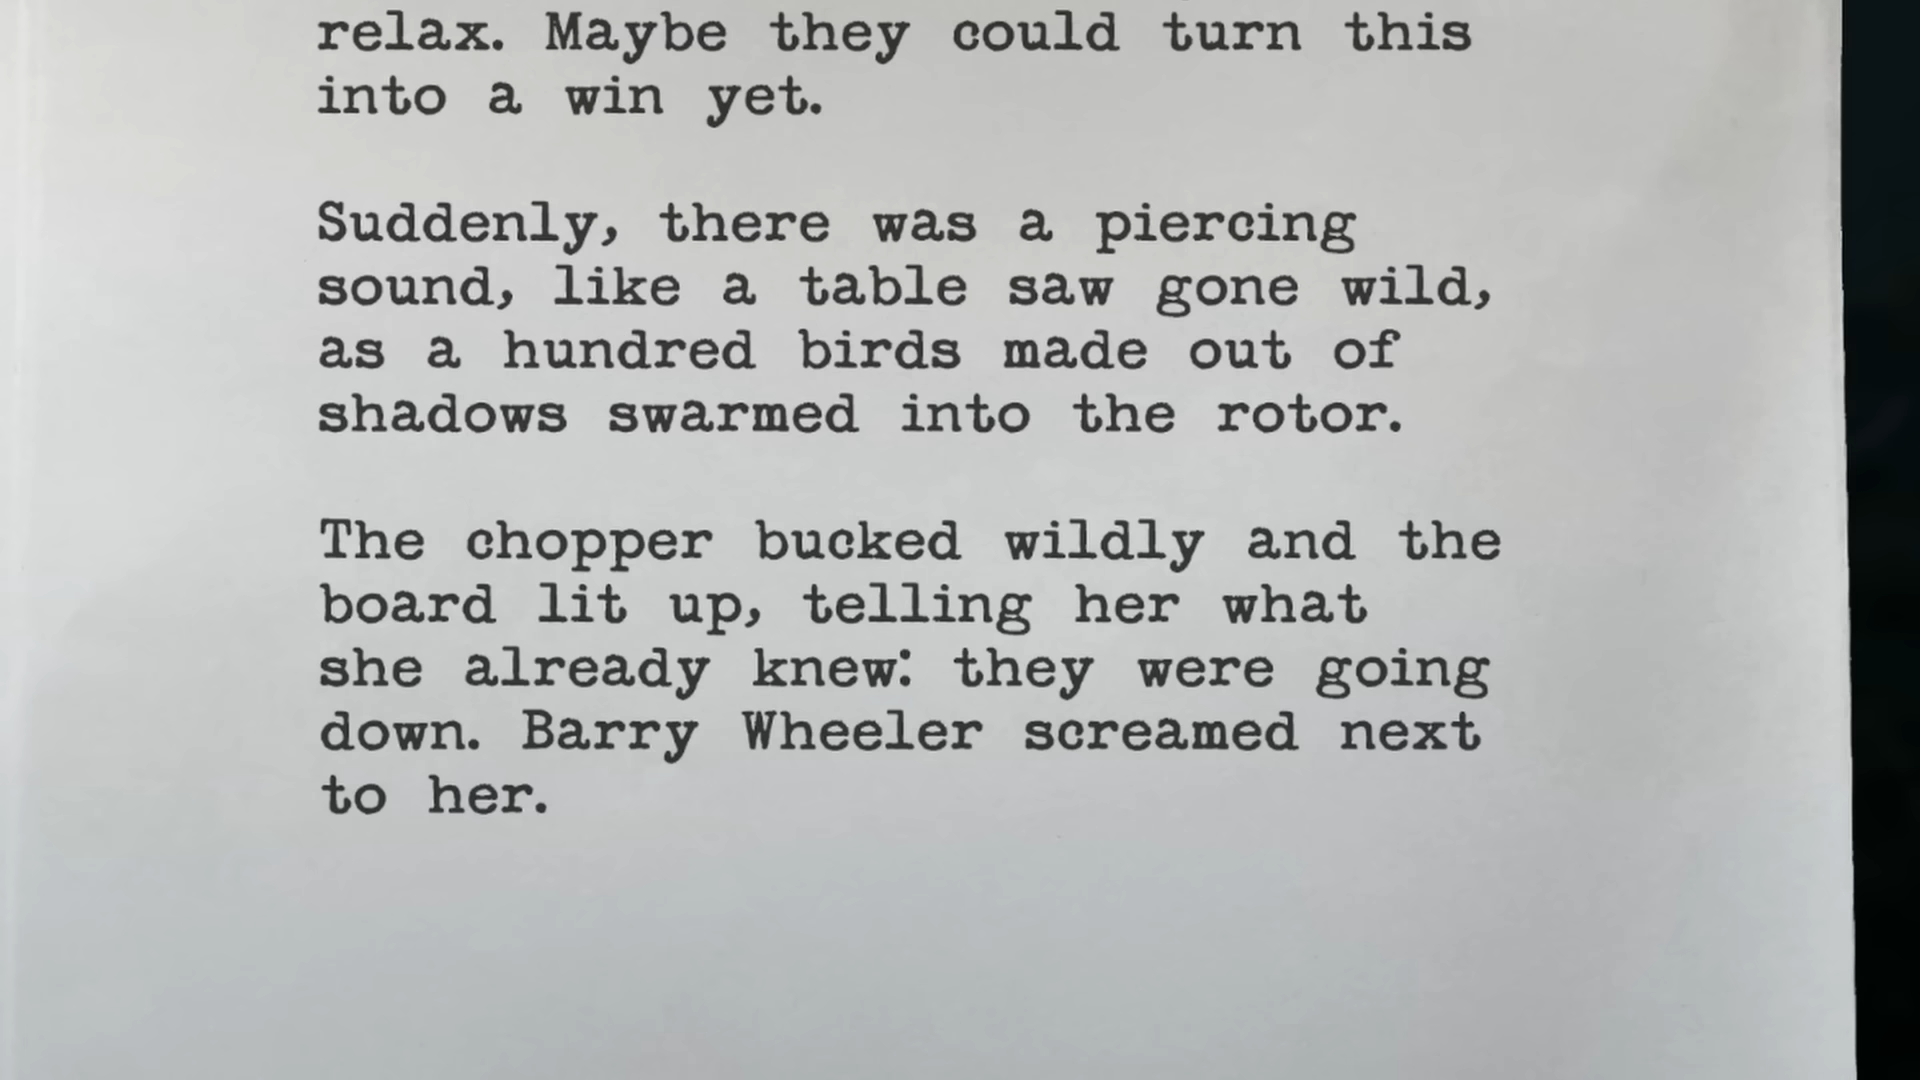 relax. Maybe they could turn this
into a win yet.
Suddenly, there was a piercing
sound, like a table saw gone wild,
as a hundred birds made out of
shadows swarmed into the rotor.
The chopper bucked wildly and the
board lit up, telling her what
she already knew: they were going
down. Barry Wheeler screamed next
to her.